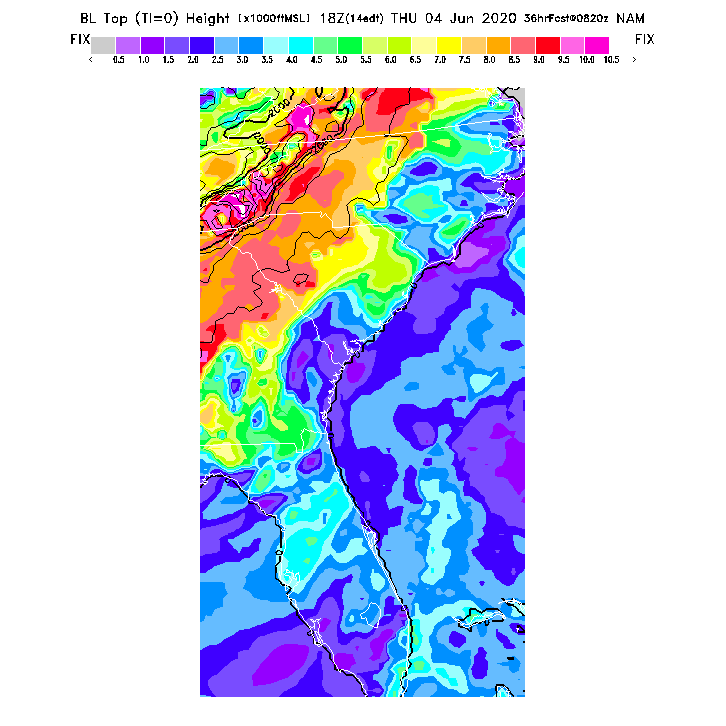 BL Top (TI=0) Height [x1000ftMSL] 18Z(14edt) THU 04 Jun 2020 36hrFcst@0820z NAM
FIX FIX
< 0.5 1.0 1.5 2.0 2.5 3.0 3.5 4.0 4.5 5.0 5.5 6.0 6.5 7.0 7.5 8.0 8.5 9.0 9.5 10.0 10.5 >
2000